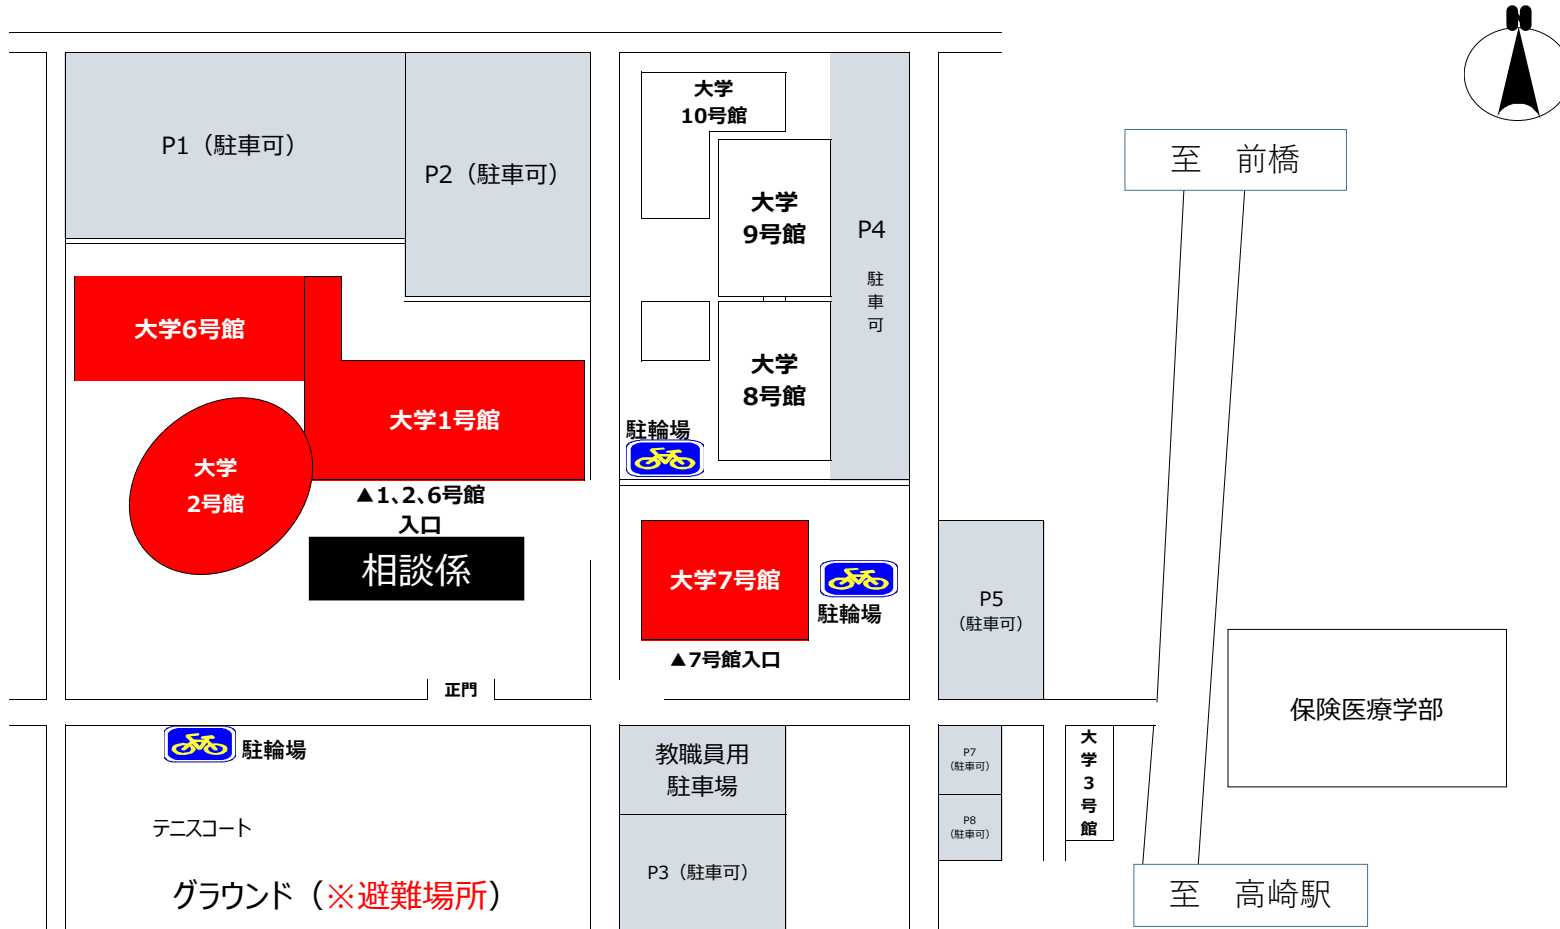 大学
10号館
至　前橋
P1（駐車可）
P2（駐車可）
大学
9号館
P4
駐
車
可
大学6号館
大学
8号館
大学1号館
駐輪場
大学
2号館
▲1、2、6号館
入口
相談係
大学7号館
駐輪場
P5
（駐車可）
▲7号館入口
正門
保険医療学部
駐輪場
教職員用
駐車場
P7
（駐車可）
大
学
3
号
館
テニスコート
P8
（駐車可）
P3（駐車可）
グラウンド（※避難場所）
至　高崎駅